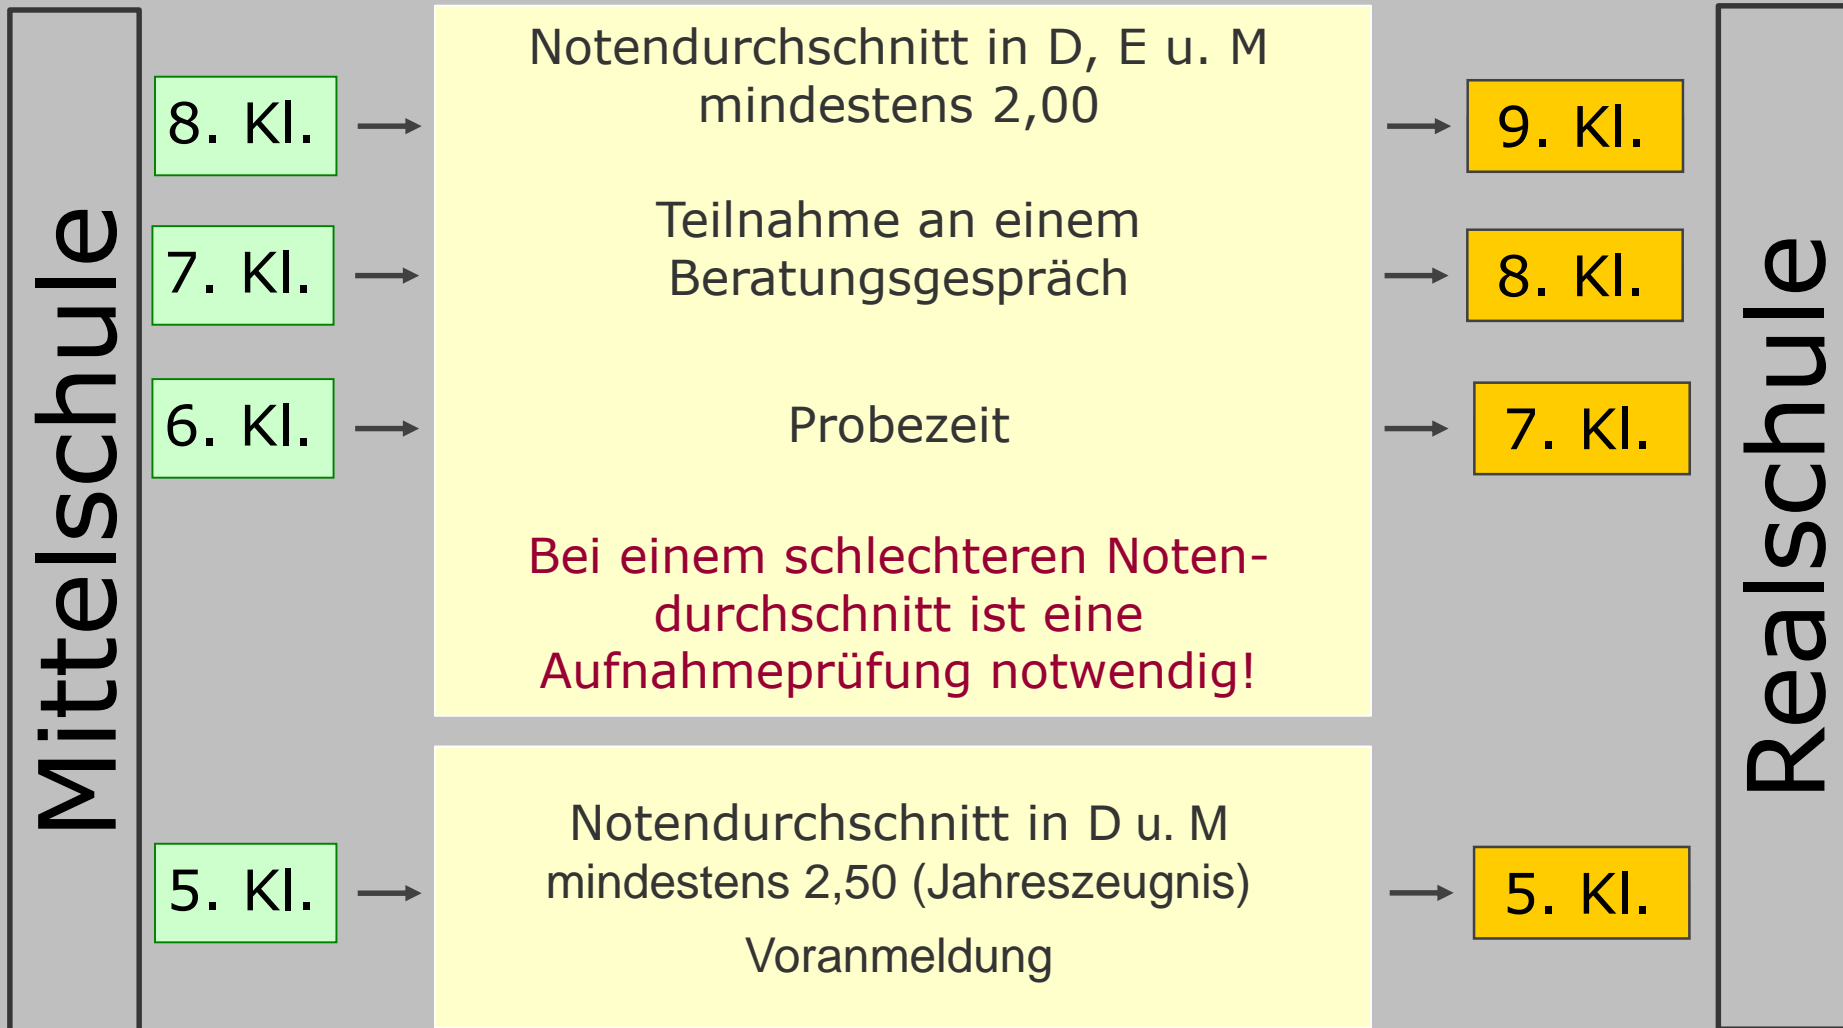 Mittelschule
8. Kl.
7. Kl.
6. Kl.
5. Kl.
Notendurchschnitt in D, E u. M
mindestens 2,00
Teilnahme an einem
Beratungsgespräch
Probezeit
Bei einem schlechteren Noten-
durchschnitt ist eine
Aufnahmeprüfung notwendig!
Notendurchschnitt in D u. M
mindestens 2,50 (Jahreszeugnis)
Voranmeldung
9. Kl.
8. Kl.
7. Kl.
5. Kl.
Realschule